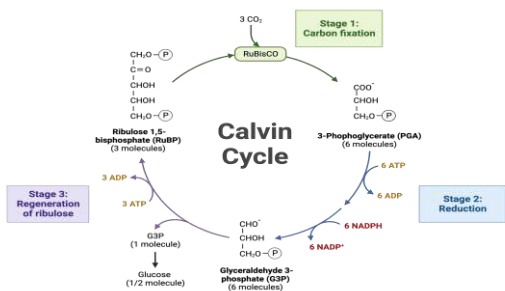 3 CO₂
Stage 1:
Carbon fixation
RuBisCO
CH₂O—P
C=O
CHOH
CHOH
CH₂O—P
Ribulose 1,5-
bisphosphate (RuBP)
(3 molecules)
COO⁻
CHOH
CH₂O—P
3-Phophoglycerate (PGA)
(6 molecules)
Calvin
Cycle
6 ATP
6 ADP
Stage 2:
Reduction
6 NADPH
6 NADP⁺
CHO⁻
CHOH
CH₂O—P
Glyceraldehyde 3-
phosphate (G3P)
(6 molecules)
Stage 3:
Regeneration
of ribulose
3 ADP
3 ATP
G3P
(1 molecule)
Glucose
(1/2 molecule)